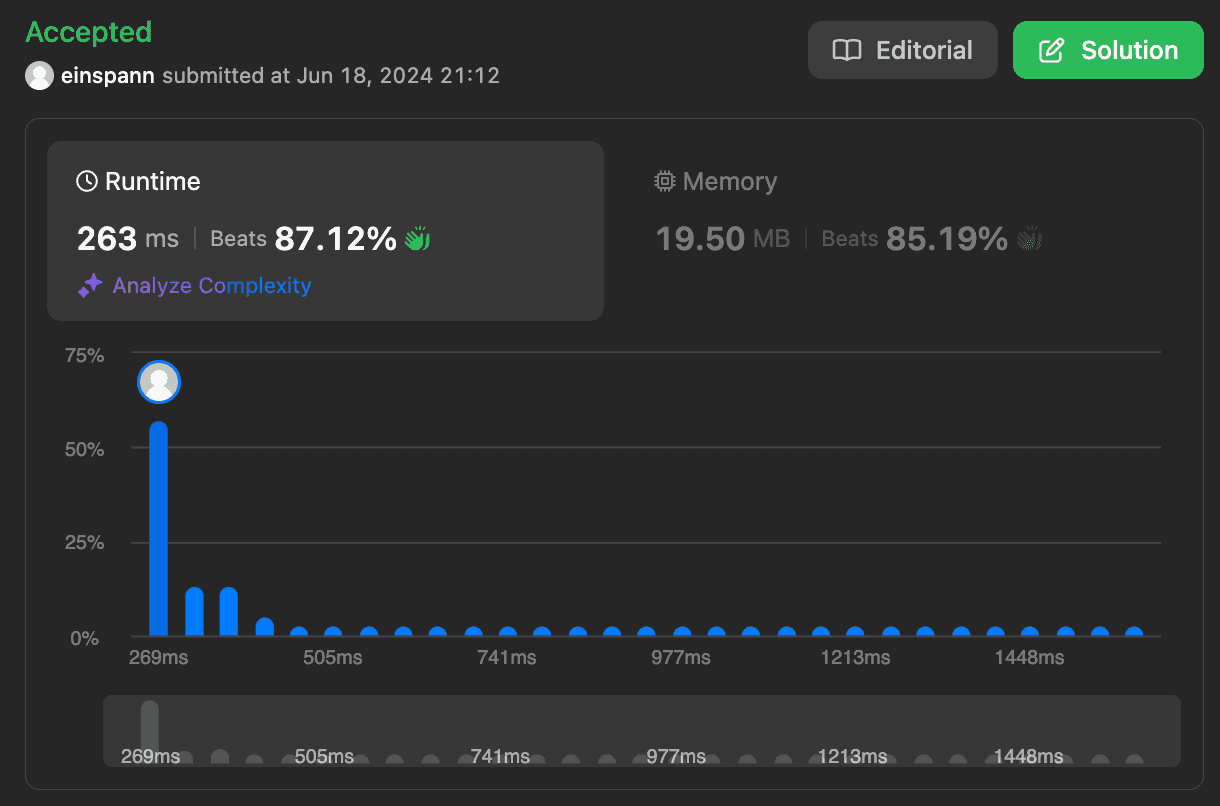 Accepted
einspann submitted at Jun 18, 2024 21:12
Editorial
Solution
Runtime
263 ms | Beats 87.12%
Analyze Complexity
Memory
19.50 MB | Beats 85.19%
75%
50%
25%
0%
269ms 505ms 741ms 977ms 1213ms 1448ms
269ms 505ms 741ms 977ms 1213ms 1448ms